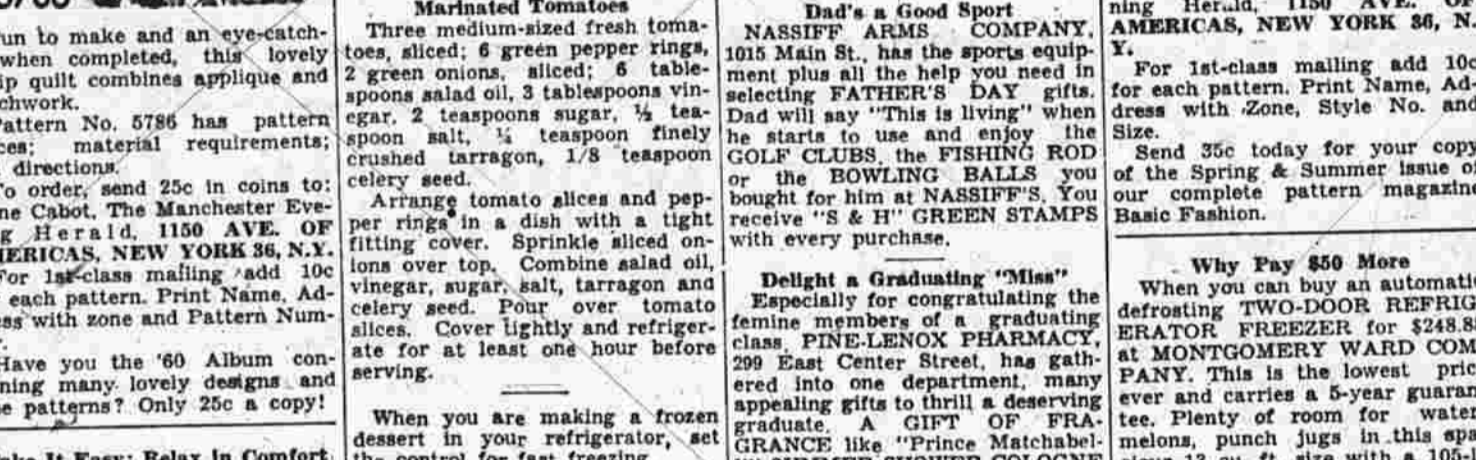 un to make and an eye-catch-
when completed, this lovely
ip quilt combines applique and
chwork.
attern No. 5786 has pattern
ces; material requirements;
directions.
o order, send 25c in coins to:
ne Cabot, The Manchester Eve-
g Herald, 1150 AVE. OF
ERICAS, NEW YORK 36, N.Y.
For 1st-class mailing add 10c
each pattern. Print Name, Ad-
ss with zone and Pattern Num-
Have you the '60 Album con-
ning many lovely designs and
e patterns? Only 25c a copy!
ake It Easy: Relax In Comfort
Marinated Tomatoes
Three medium-sized fresh toma-
toes, sliced; 6 green pepper rings,
2 green onions, sliced; 6 table-
spoons salad oil, 3 tablespoons vin-
egar, 2 teaspoons sugar, ½ tea-
spoon salt, ¼ teaspoon finely
crushed tarragon, 1/8 teaspoon
celery seed.
Arrange tomato slices and pep-
per rings in a dish with a tight
fitting cover. Sprinkle sliced on-
ions over top. Combine salad oil,
vinegar, sugar, salt, tarragon and
celery seed. Pour over tomato
slices. Cover tightly and refriger-
ate for at least one hour before
serving.
When you are making a frozen
dessert in your refrigerator, set
the control for fast freezing.
Dad's a Good Sport
NASSIFF ARMS COMPANY,
1015 Main St., has the sports equip-
ment plus all the help you need in
selecting FATHER'S DAY gifts.
Dad will say "This is living" when
he starts to use and enjoy the
GOLF CLUBS, the FISHING ROD
or the BOWLING BALLS you
bought for him at NASSIFF'S. You
receive "S & H" GREEN STAMPS
with every purchase.
Delight a Graduating "Miss"
Especially for congratulating the
femine members of a graduating
class, PINE-LENOX PHARMACY,
299 East Center Street, has gath-
ered into one department, many
appealing gifts to thrill a deserving
graduate. A GIFT OF FRA-
GRANCE like "Prince Matchabel-
ning Herald, 1150 AVE. OF
AMERICAS, NEW YORK 36, N.
Y.
For 1st-class mailing add 10c
for each pattern. Print Name, Ad-
dress with Zone, Style No. and
Size.
Send 35c today for your copy
of the Spring & Summer issue of
our complete pattern magazine
Basic Fashion.
Why Pay $50 More
When you can buy an automati
defrosting TWO-DOOR REFRIG
ERATOR FREEZER for $248.8
at MONTGOMERY WARD COM
PANY. This is the lowest pric
ever and carries a 5-year guaran
tee. Plenty of room for water
melons, punch jugs in this spa